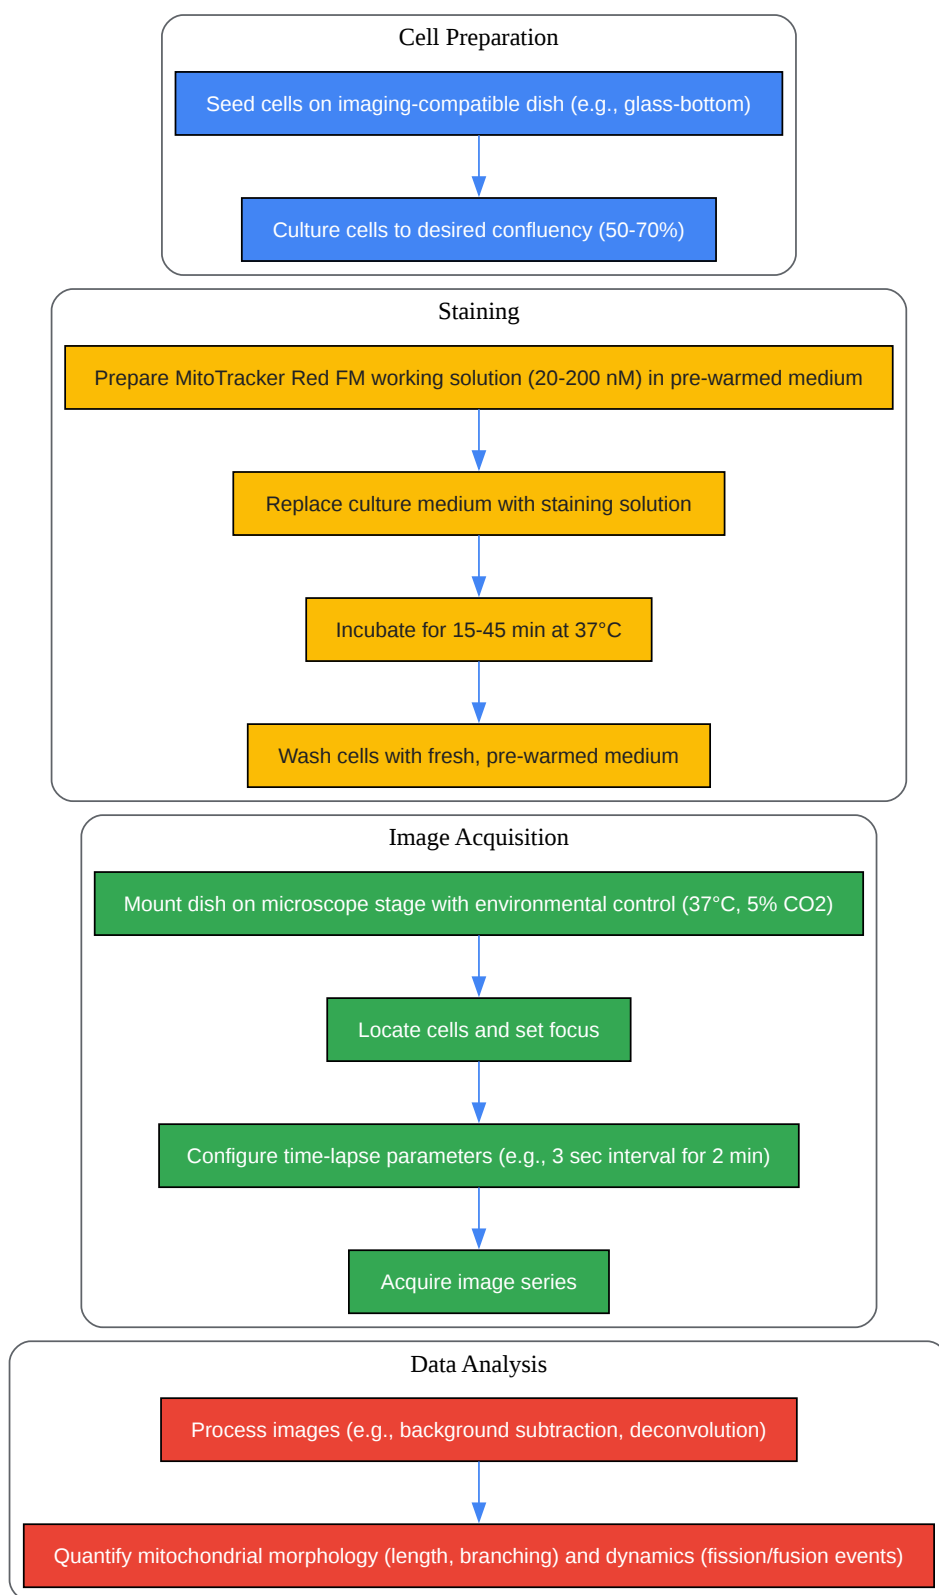 Cell Preparation
Seed cells on imaging-compatible dish (e.g., glass-bottom)
Culture cells to desired confluency (50-70%)
Staining
Prepare MitoTracker Red FM working solution (20-200 nM) in pre-warmed medium
Replace culture medium with staining solution
Incubate for 15-45 min at 37°C
Wash cells with fresh, pre-warmed medium
Image Acquisition
Mount dish on microscope stage with environmental control (37°C, 5% CO2)
Locate cells and set focus
Configure time-lapse parameters (e.g., 3 sec interval for 2 min)
Acquire image series
Data Analysis
Process images (e.g., background subtraction, deconvolution)
Quantify mitochondrial morphology (length, branching) and dynamics (fission/fusion events)